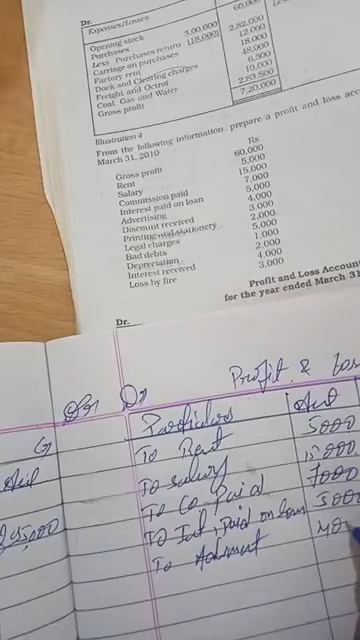 Dr.
Expenses/Losses
60,000
Opening stock
Purchases 3,00,000
Less Purchases return (18,000) 2,82,000
Carriage on purchases 12,000
Factory rent 18,000
Dock and Clearing charges 48,000
Freight and Octroi 6,500
Coal, Gas and Water 10,000
Gross profit 2,83,500
7,20,000
Illustration 4
From the following information, prepare a profit and loss acc
March 31, 2010
Rs
Gross profit 60,000
Rent 5,000
Salary 15,000
Commission paid 7,000
Interest paid on loan 5,000
Advertising 4,000
Discount received 3,000
Printing and stationery 2,000
Legal charges 5,000
Bad debts 1,000
Depreciation 2,000
Interest received 4,000
Loss by fire 3,000
Profit and Loss Account
for the year ended March 31
Dr.
Dr
Profit & Loss
Particulars
To Rent 5000
To Salary 15000
To Co Paid 7000
To Int, Paid on loan 5000
To